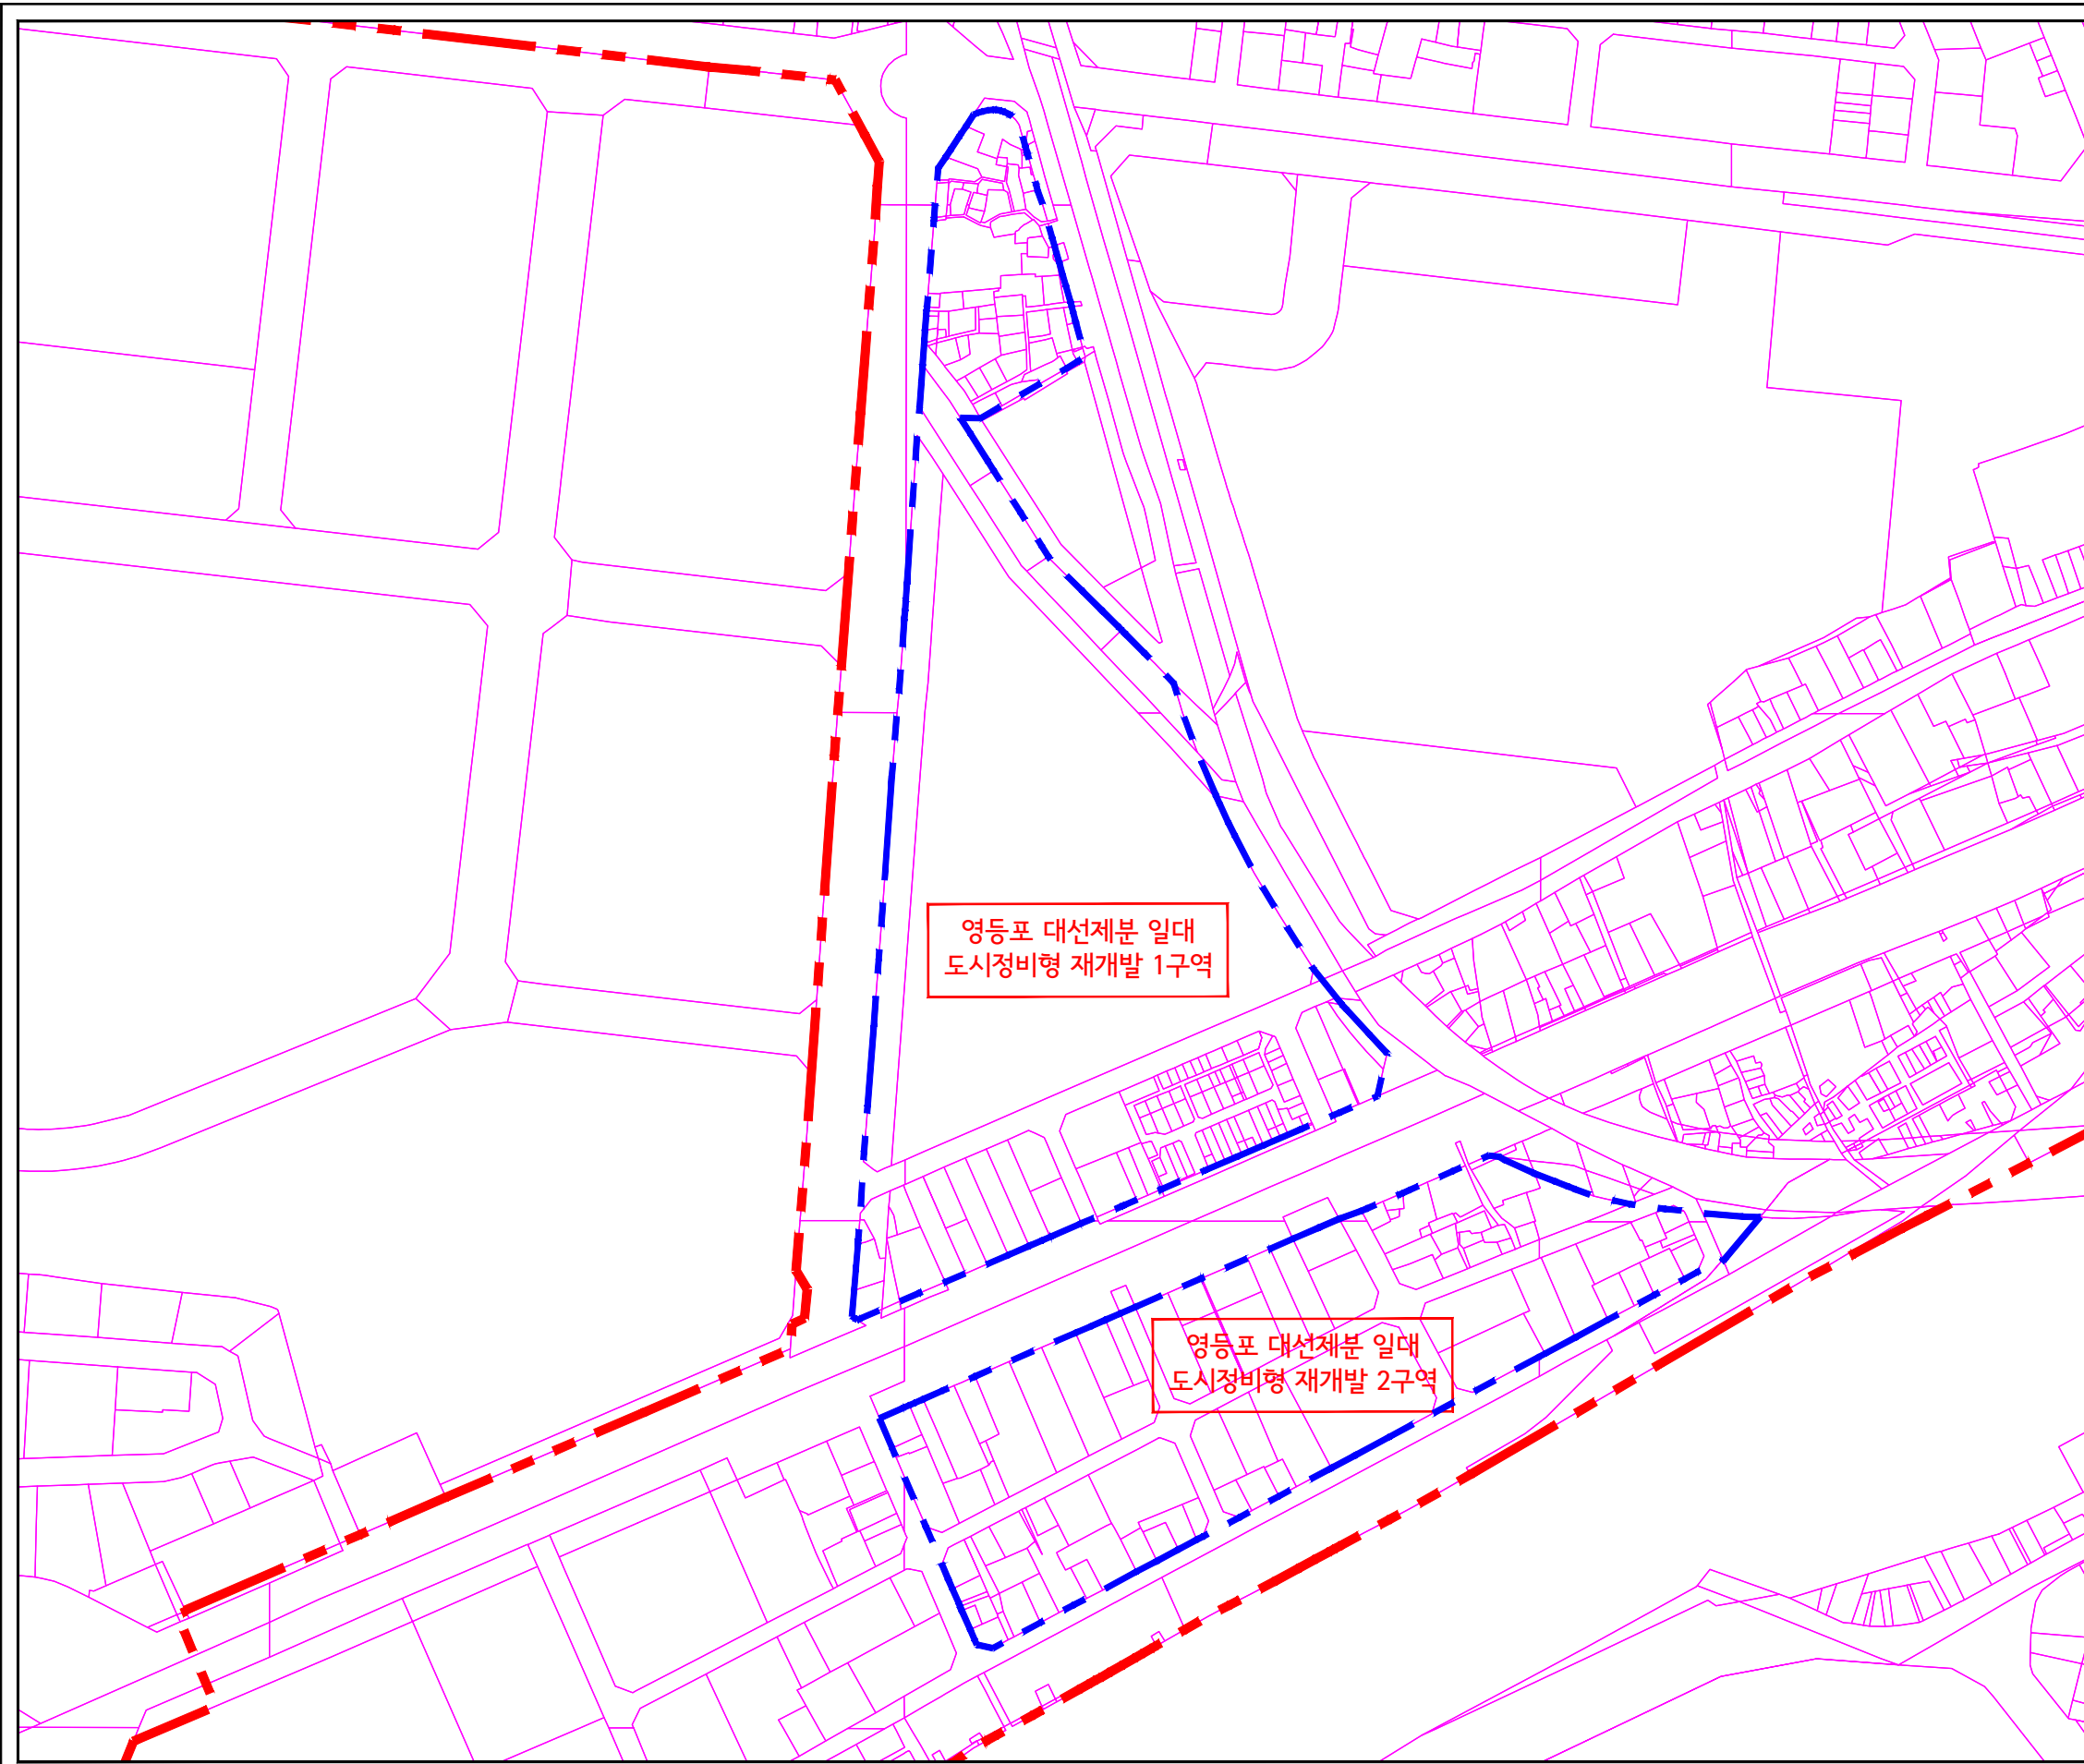 영등포 대선제분 일대
도시정비형 재개발 1구역
영등포 대선제분 일대
도시정비형 재개발 2구역